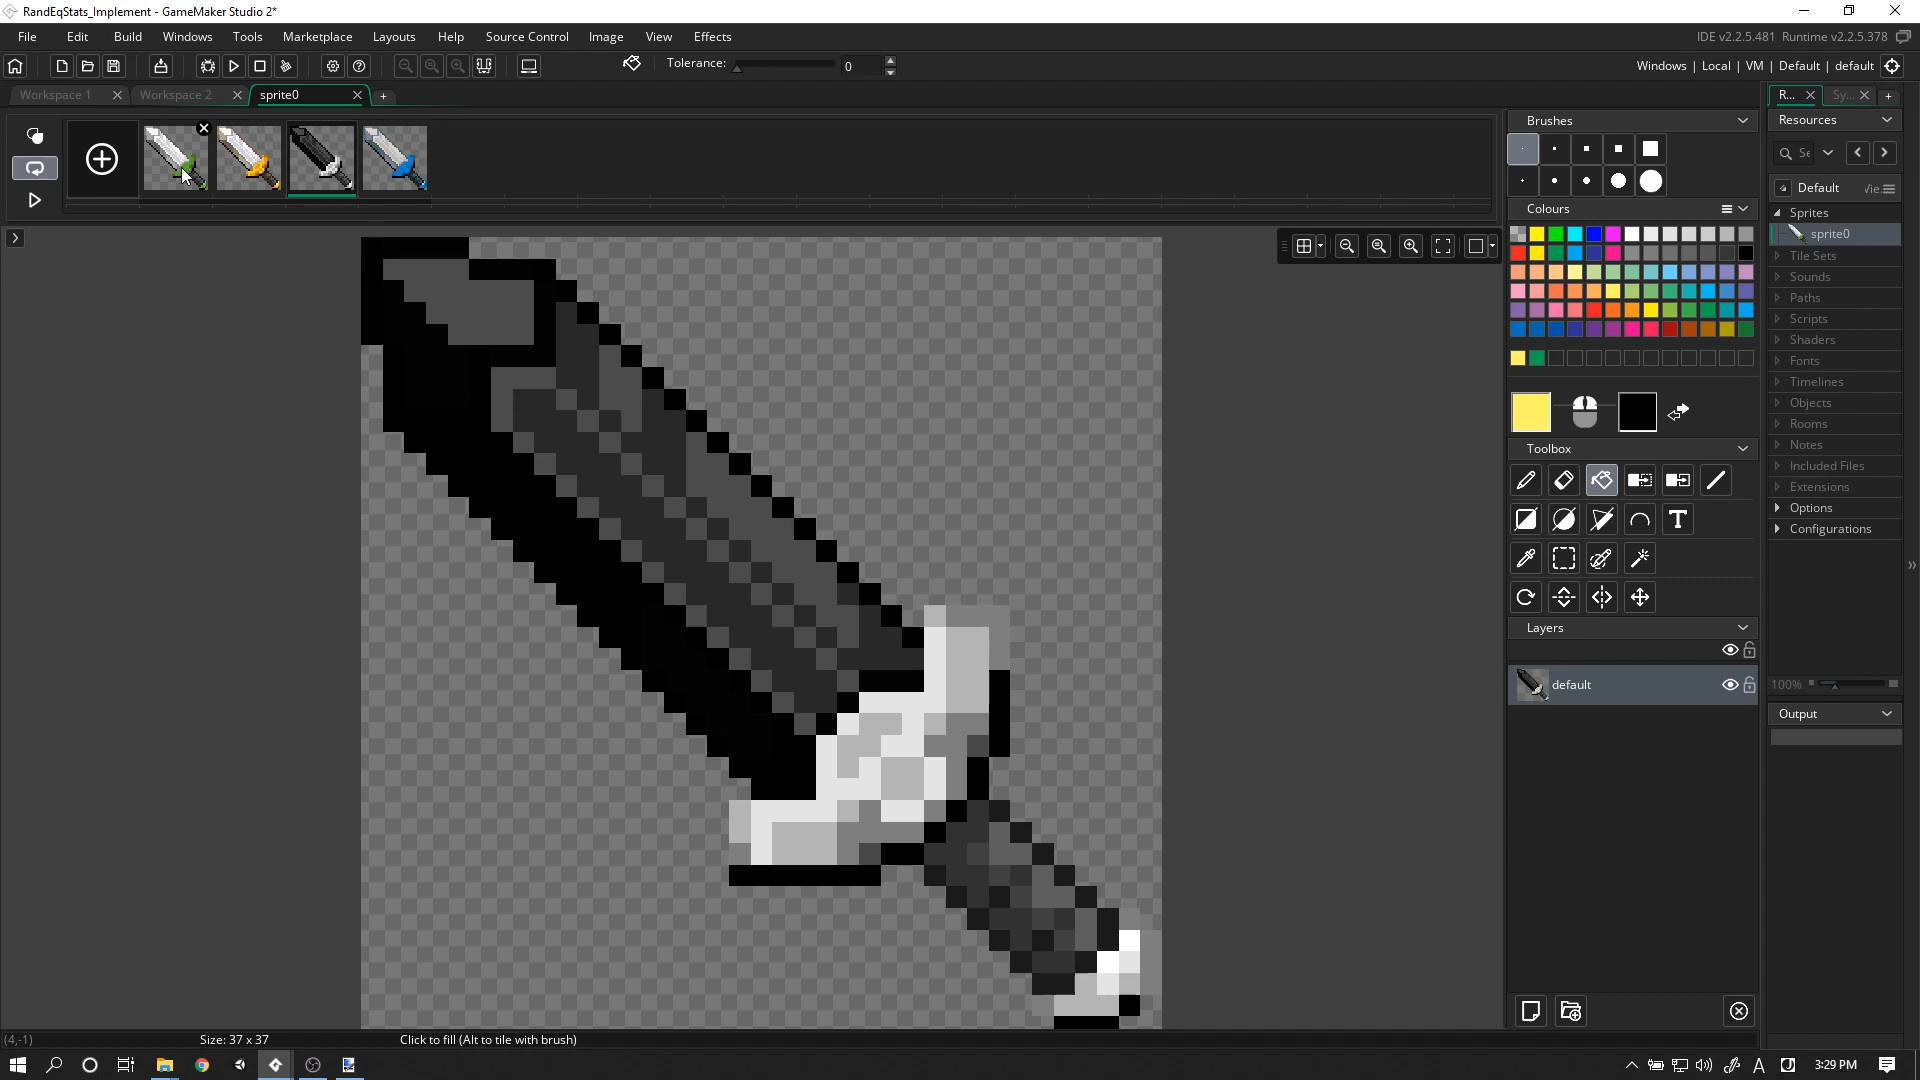 RandEqStats_Implement - GameMaker Studio 2*
File Edit Build Windows Tools Marketplace Layouts Help Source Control Image View Effects
IDE v2.2.5.481 Runtime v2.2.5.378
Tolerance: 0
Windows | Local | VM | Default | default
Workspace 1
Workspace 2
sprite0
R...
Sy...
Brushes
Resources
Se
Default
Vie
Colours
Sprites
sprite0
Tile Sets
Sounds
Paths
Scripts
Shaders
Fonts
Timelines
Objects
Rooms
Notes
Included Files
Extensions
Options
Configurations
Toolbox
T
Layers
default
100%
Output
(4,-1)
Size: 37 x 37
Click to fill (Alt to tile with brush)
A
3:29 PM